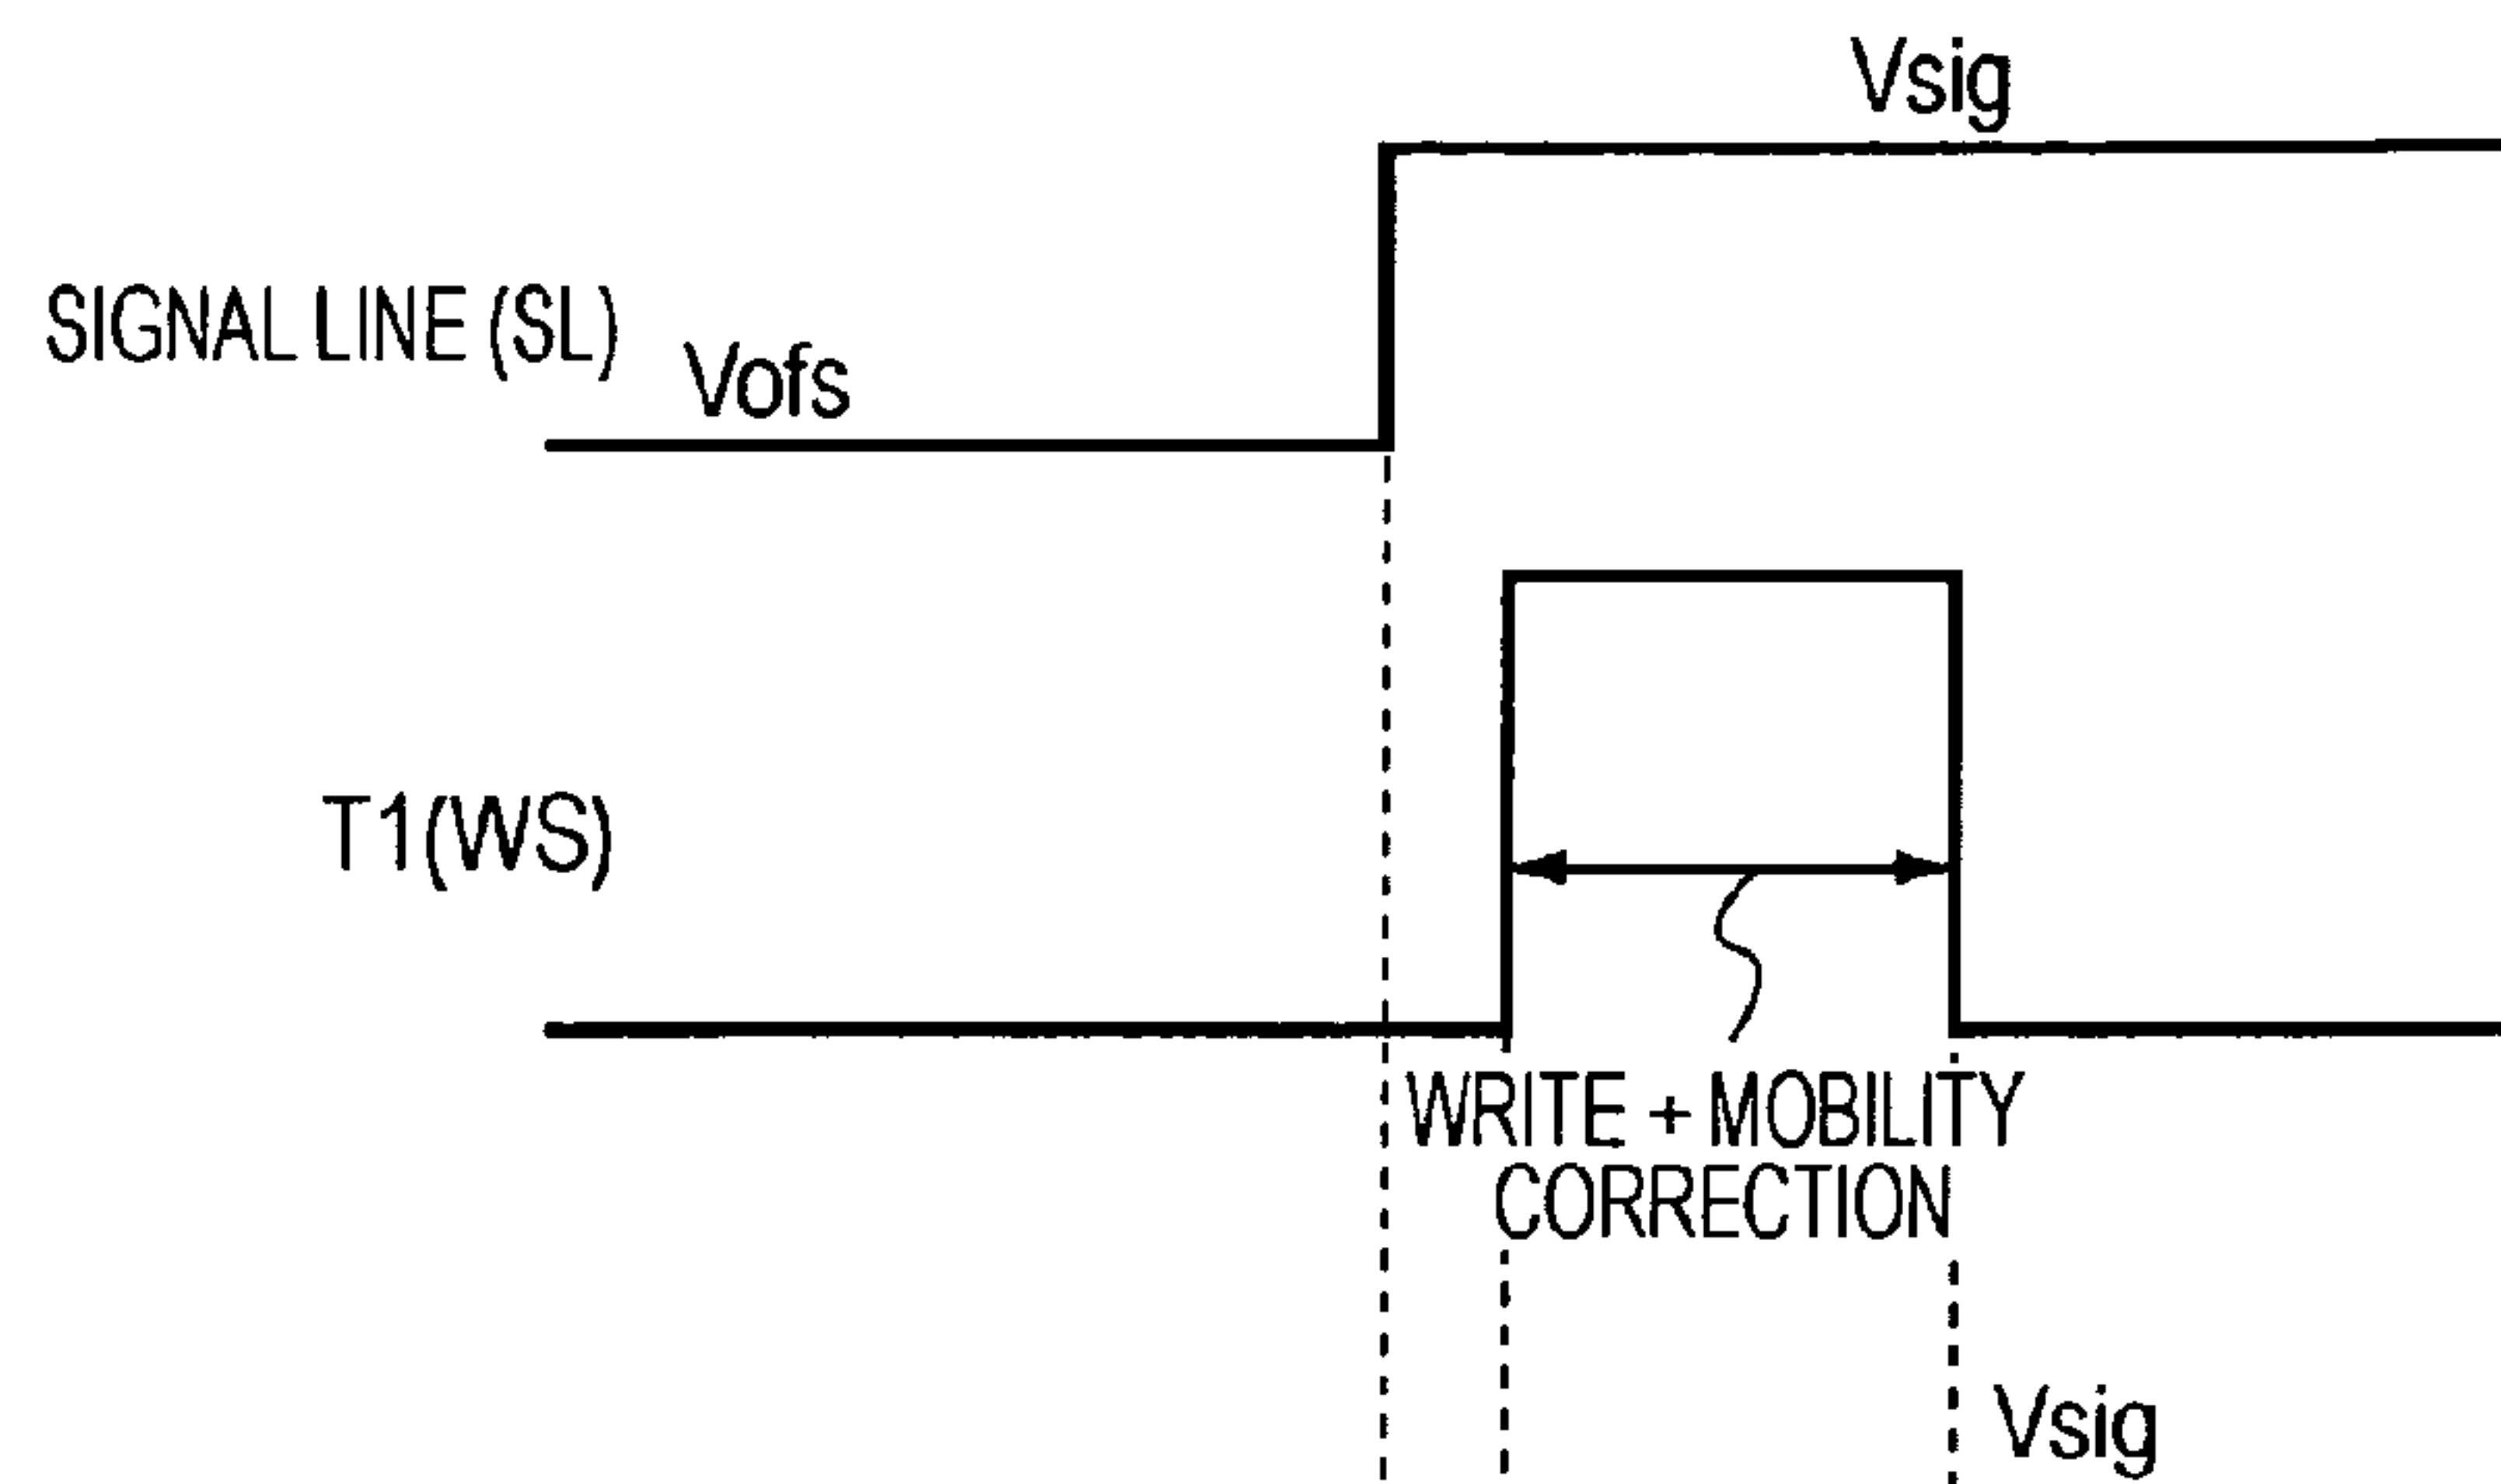 Vsig
SIGNAL LINE (SL)
Vofs
T1(WS)
WRITE + MOBILITY
CORRECTION
Vsig